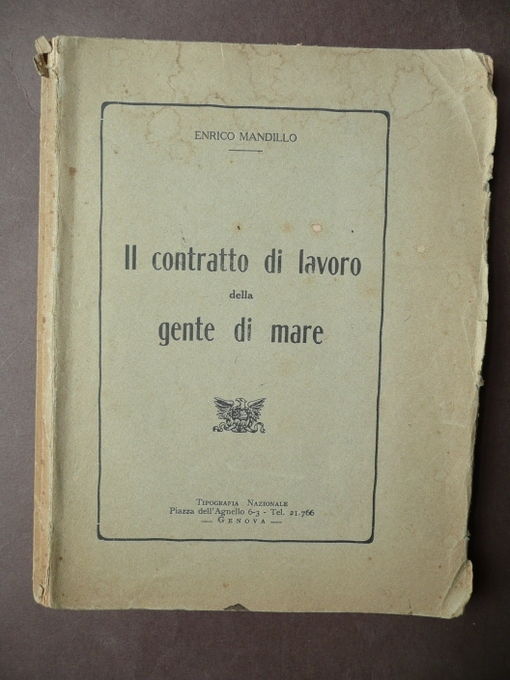 ENRICO MANDILLO
Il contratto di lavoro
della
gente di mare
TIPOGRAFIA NAZIONALE
Piazza dell'Agnello 6-3 - Tel. 21.766
GENOVA